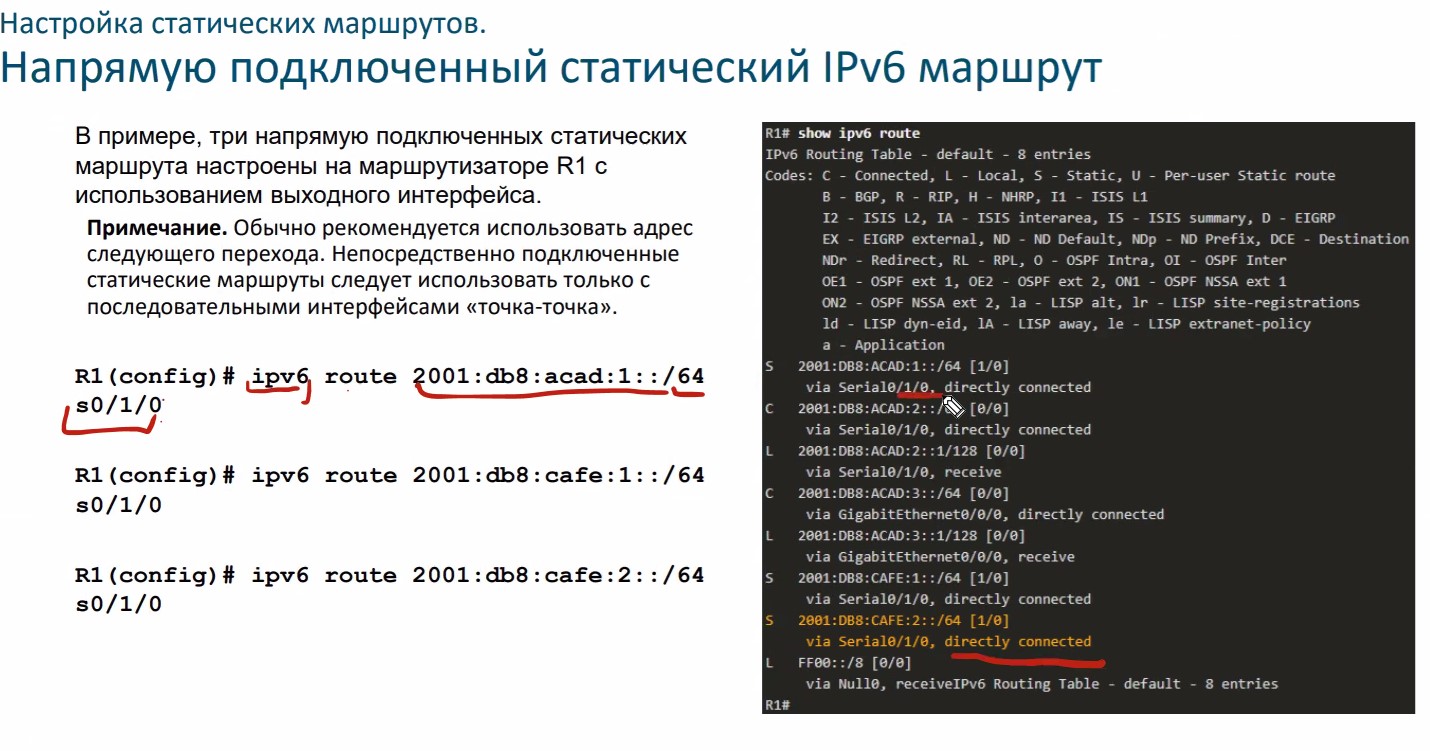 Настройка статических маршрутов.
Напрямую подключенный статический IPv6 маршрут
В примере, три напрямую подключенных статических
маршрута настроены на маршрутизаторе R1 с
использованием выходного интерфейса.
Примечание. Обычно рекомендуется использовать адрес
следующего перехода. Непосредственно подключенные
статические маршруты следует использовать только с
последовательными интерфейсами «точка-точка».
R1(config)# ipv6 route 2001:db8:acad:1::/64
s0/1/0
R1(config)# ipv6 route 2001:db8:cafe:1::/64
s0/1/0
R1(config)# ipv6 route 2001:db8:cafe:2::/64
s0/1/0
R1# show ipv6 route
IPv6 Routing Table - default - 8 entries
Codes: C - Connected, L - Local, S - Static, U - Per-user Static route
B - BGP, R - RIP, H - NHRP, I1 - ISIS L1
I2 - ISIS L2, IA - ISIS interarea, IS - ISIS summary, D - EIGRP
EX - EIGRP external, ND - ND Default, NDp - ND Prefix, DCE - Destination
NDr - Redirect, RL - RPL, O - OSPF Intra, OI - OSPF Inter
OE1 - OSPF ext 1, OE2 - OSPF ext 2, ON1 - OSPF NSSA ext 1
ON2 - OSPF NSSA ext 2, la - LISP alt, lr - LISP site-registrations
ld - LISP dyn-eid, lA - LISP away, le - LISP extranet-policy
a - Application
S 2001:DB8:ACAD:1::/64 [1/0]
via Serial0/1/0, directly connected
C 2001:DB8:ACAD:2::/ [0/0]
via Serial0/1/0, directly connected
L 2001:DB8:ACAD:2::1/128 [0/0]
via Serial0/1/0, receive
C 2001:DB8:ACAD:3::/64 [0/0]
via GigabitEthernet0/0/0, directly connected
L 2001:DB8:ACAD:3::1/128 [0/0]
via GigabitEthernet0/0/0, receive
S 2001:DB8:CAFE:1::/64 [1/0]
via Serial0/1/0, directly connected
S 2001:DB8:CAFE:2::/64 [1/0]
via Serial0/1/0, directly connected
L FF00::/8 [0/0]
via Null0, receiveIPv6 Routing Table - default - 8 entries
R1#